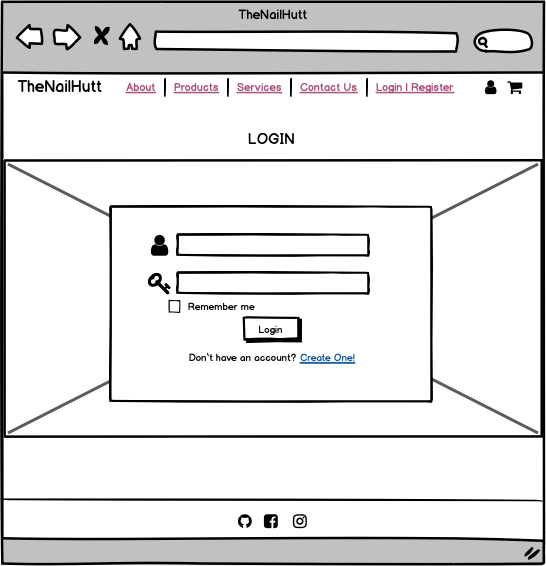 TheNailHutt
TheNailHutt About Products Services Contact Us Login | Register
LOGIN
Remember me
Login
Don't have an account? Create One!